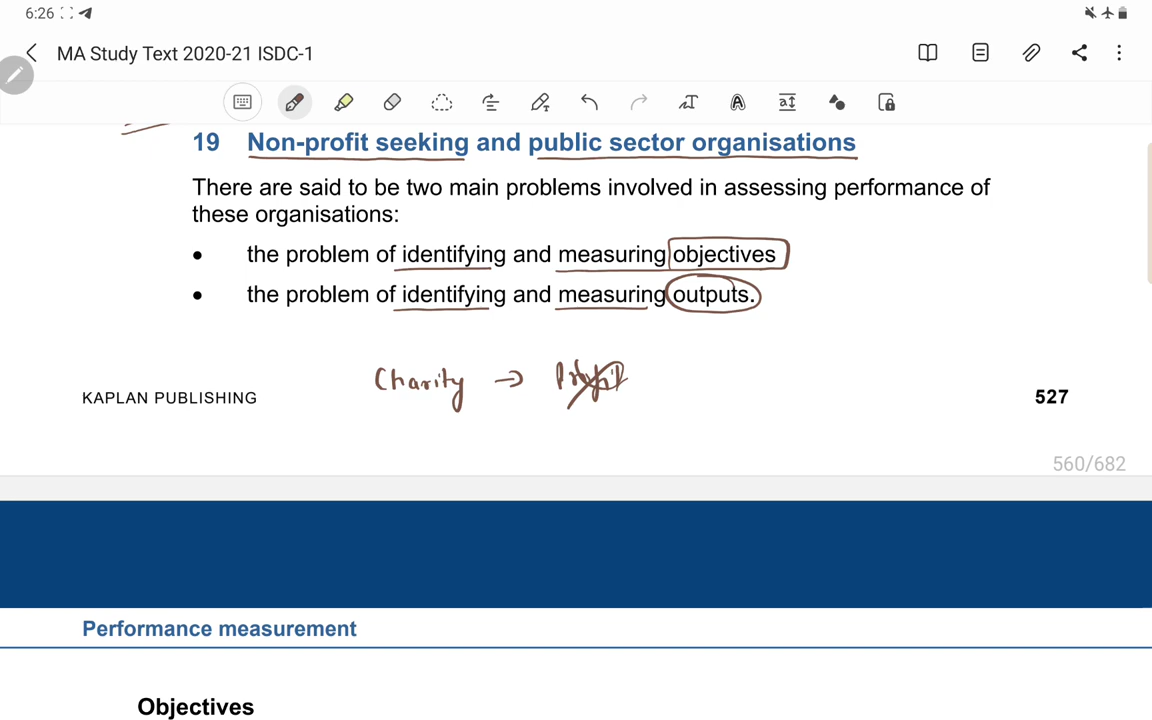 6:26
MA Study Text 2020-21 ISDC-1
19 Non-profit seeking and public sector organisations
There are said to be two main problems involved in assessing performance of
these organisations:
• the problem of identifying and measuring objectives
• the problem of identifying and measuring outputs.
Charity → Profit
KAPLAN PUBLISHING 527
560/682
Performance measurement
Objectives